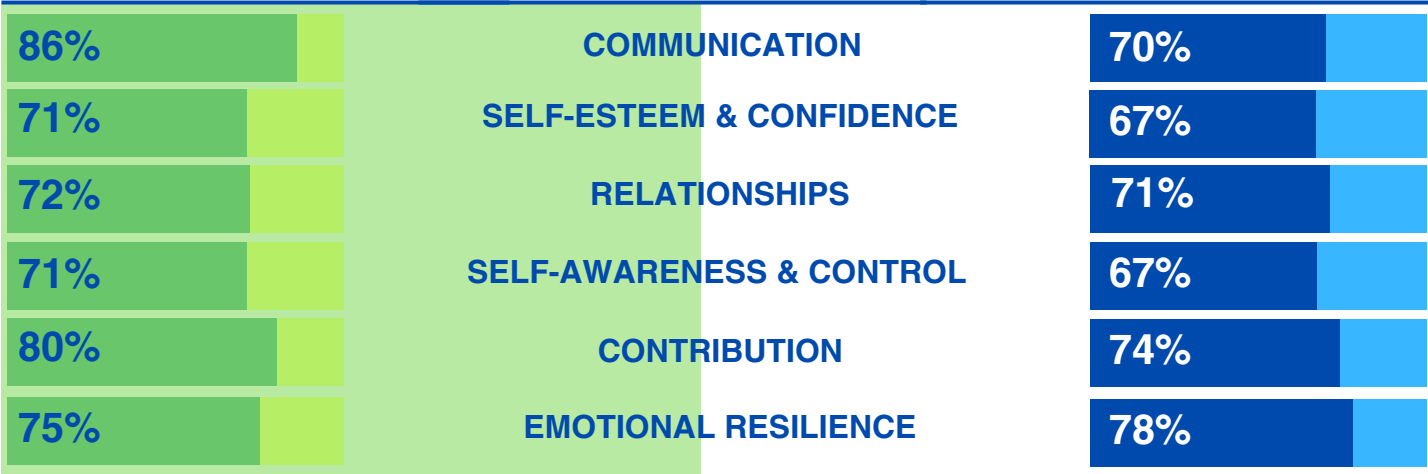 86% COMMUNICATION 70%
71% SELF-ESTEEM & CONFIDENCE 67%
72% RELATIONSHIPS 71%
71% SELF-AWARENESS & CONTROL 67%
80% CONTRIBUTION 74%
75% EMOTIONAL RESILIENCE 78%